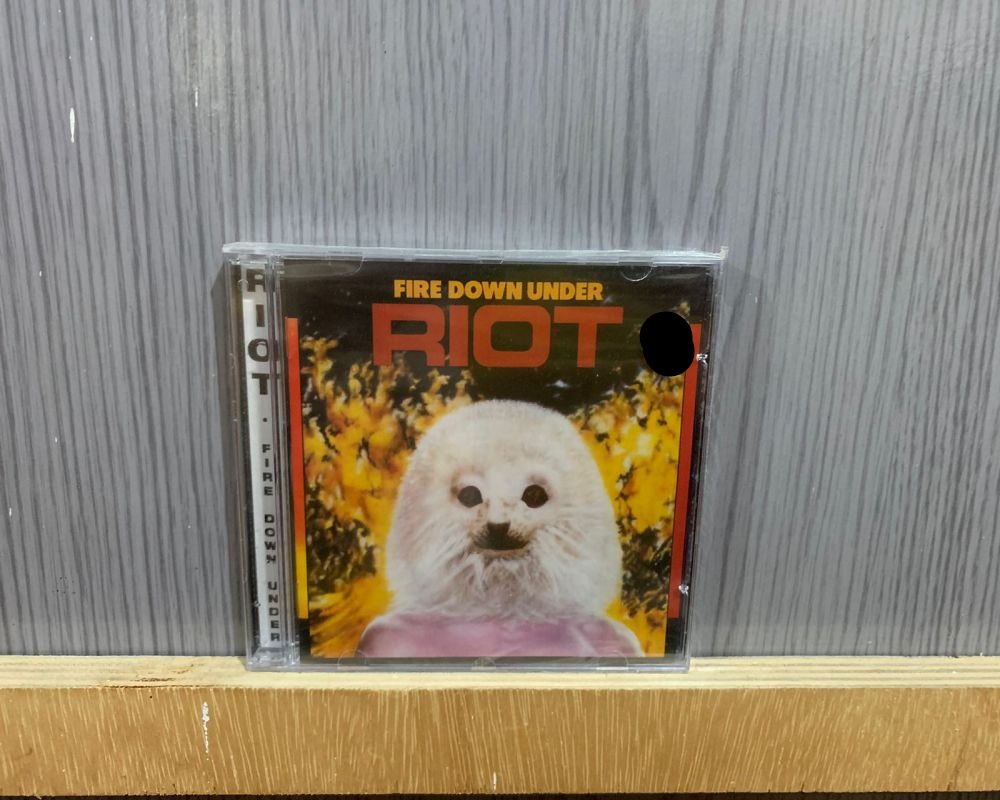 FIRE DOWN UNDER
RIOT
RIOT · FIRE DOWN UNDER